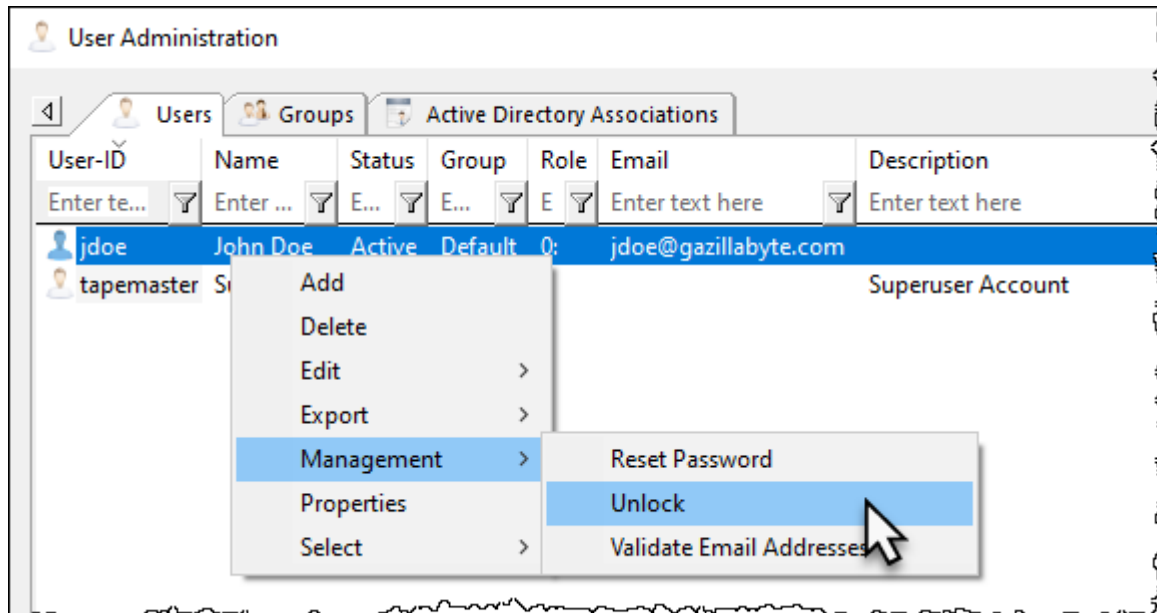 User Administration
Users Groups Active Directory Associations
User-ID Name Status Group Role Email Description
Enter te... Enter ... E... E... E Enter text here Enter text here
jdoe John Doe Active Default 0: jdoe@gazillabyte.com
tapemaster Superuser Account
Add
Delete
Edit
Export
Management
Properties
Select
Reset Password
Unlock
Validate Email Addresses